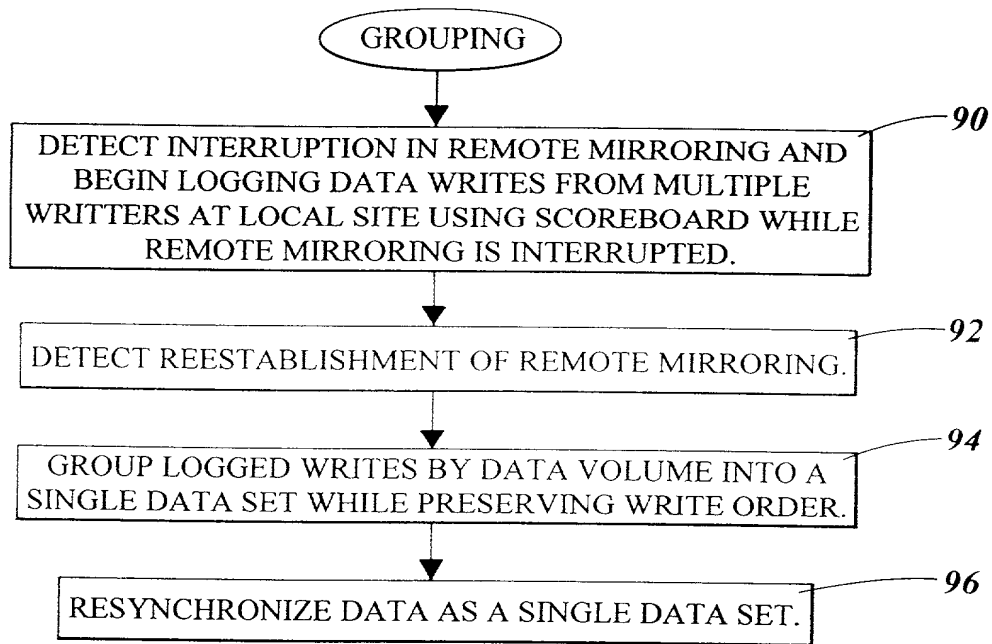 GROUPING
90
DETECT INTERRUPTION IN REMOTE MIRRORING AND
BEGIN LOGGING DATA WRITES FROM MULTIPLE
WRITTERS AT LOCAL SITE USING SCOREBOARD WHILE
REMOTE MIRRORING IS INTERRUPTED.
92
DETECT REESTABLISHMENT OF REMOTE MIRRORING.
94
GROUP LOGGED WRITES BY DATA VOLUME INTO A
SINGLE DATA SET WHILE PRESERVING WRITE ORDER.
96
RESYNCHRONIZE DATA AS A SINGLE DATA SET.